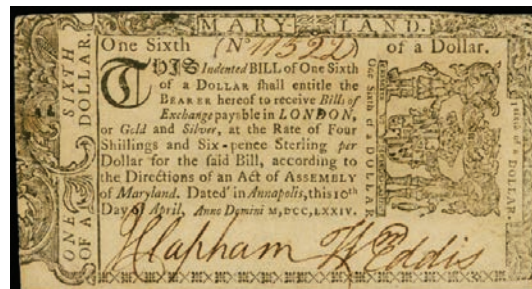 MARY-LAND.
One Sixth (No 11522) of a Dollar.
THIS Indented BILL of One Sixth
of a DOLLAR shall entitle the
BEARER hereof to receive Bills of
Exchange payable in LONDON,
or Gold and Silver, at the Rate of Four
Shillings and Six-pence Sterling per
Dollar for the said Bill, according to
the Directions of an Act of ASSEMBLY
of Maryland. Dated in Annapolis, this 10th
Day of April, Anno Domini M,DCC,LXXIV.
J Clapham W Eddis
ONE SIXTH
OF A DOLLAR.
One Sixth of a DOLLAR